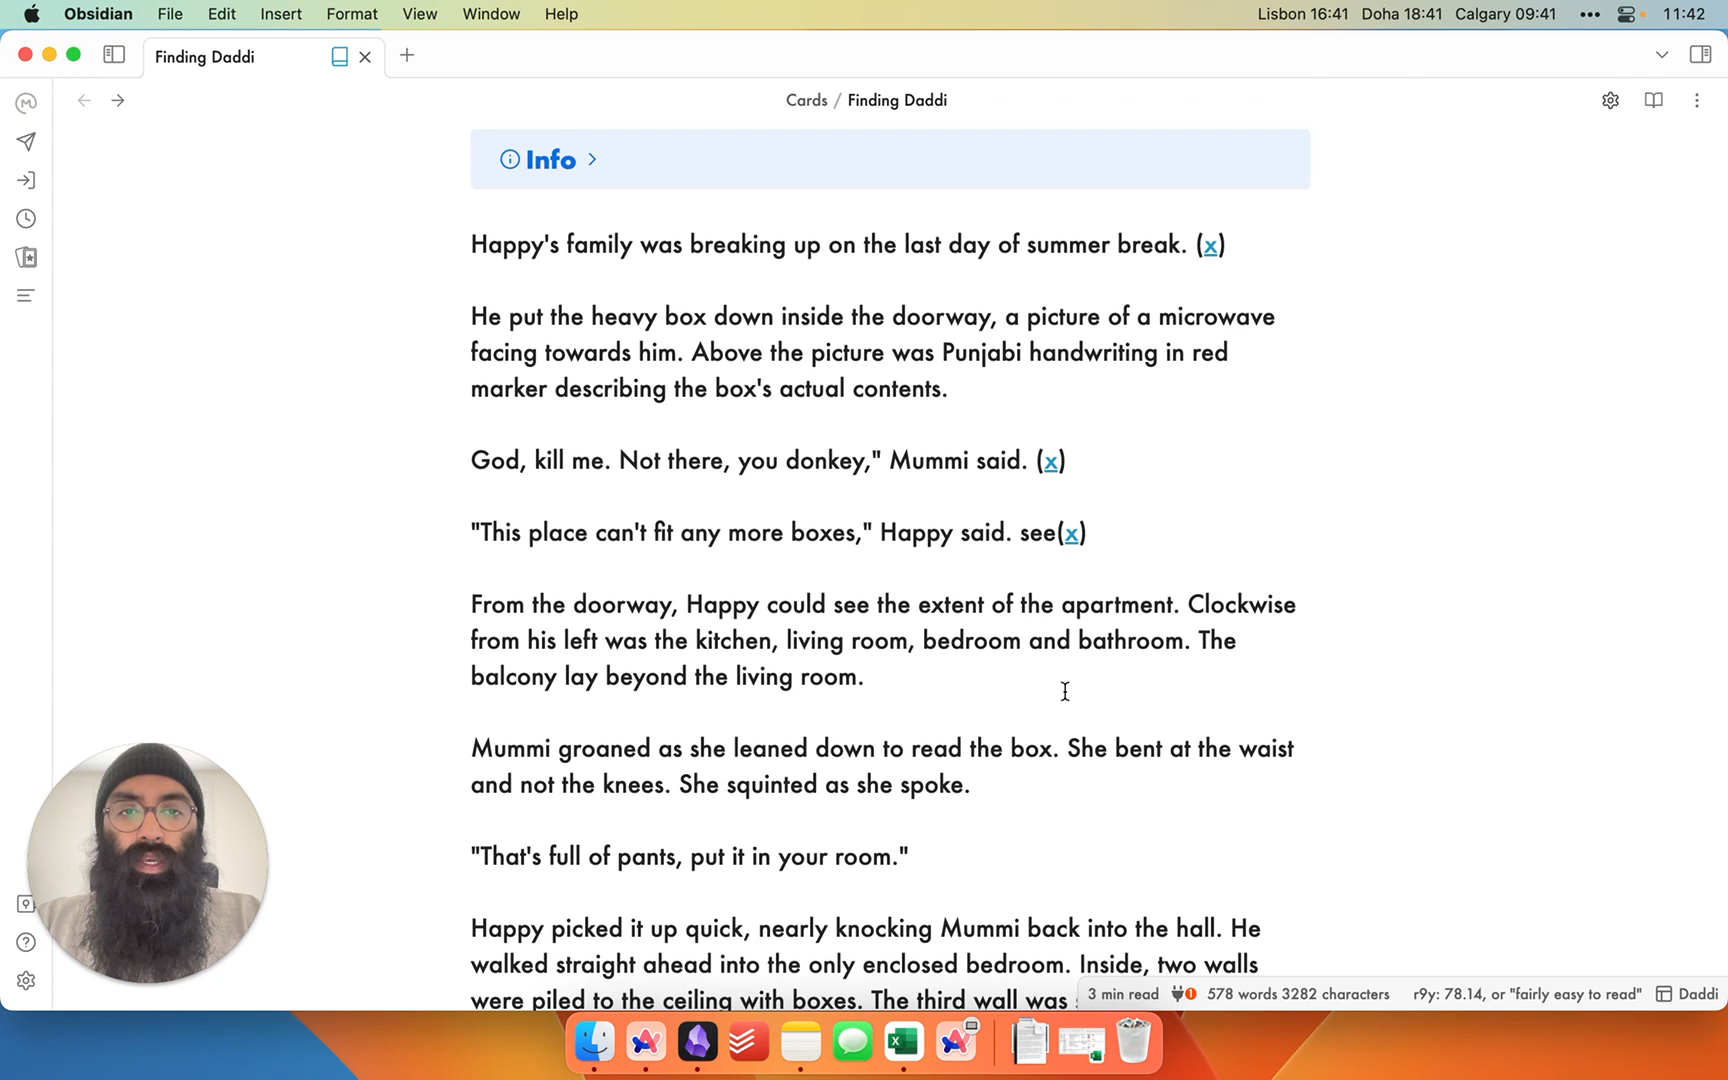 Obsidian File Edit Insert Format View Window Help Lisbon 16:41 Doha 18:41 Calgary 09:41 11:42
Finding Daddi
Cards / Finding Daddi
Info
Happy's family was breaking up on the last day of summer break. (x)
He put the heavy box down inside the doorway, a picture of a microwave
facing towards him. Above the picture was Punjabi handwriting in red
marker describing the box's actual contents.
God, kill me. Not there, you donkey," Mummi said. (x)
"This place can't fit any more boxes," Happy said. see(x)
From the doorway, Happy could see the extent of the apartment. Clockwise
from his left was the kitchen, living room, bedroom and bathroom. The
balcony lay beyond the living room.
Mummi groaned as she leaned down to read the box. She bent at the waist
and not the knees. She squinted as she spoke.
"That's full of pants, put it in your room."
Happy picked it up quick, nearly knocking Mummi back into the hall. He
walked straight ahead into the only enclosed bedroom. Inside, two walls
were piled to the ceiling with boxes. The third wall was
3 min read 1 578 words 3282 characters r9y: 78.14, or "fairly easy to read" Daddi